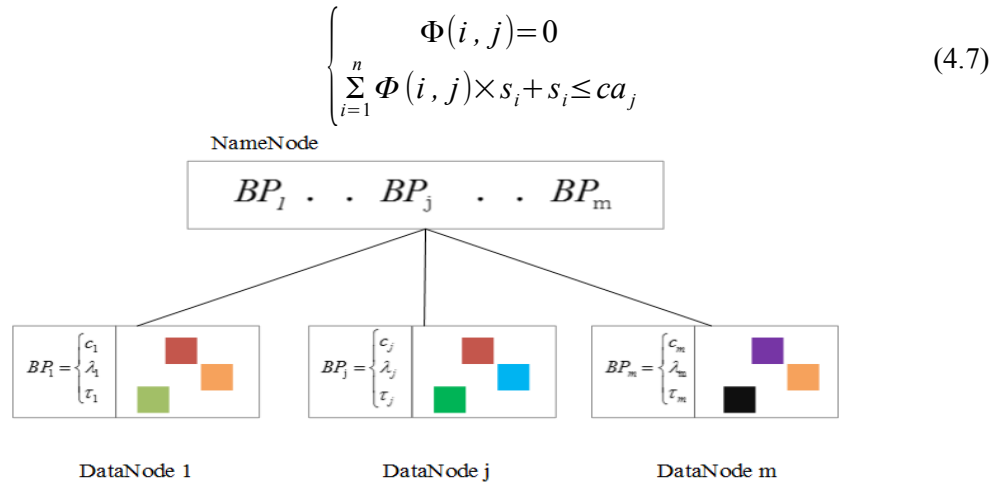 Φ(i, j)=0
n
Σ Φ(i, j)×s_i+s_i≤ca_j
i=1
(4.7)
NameNode
BP_1 . . BP_j . . BP_m
BP_1={c_1 λ_1 τ_1
BP_j={c_j λ_j τ_j
BP_m={c_m λ_m τ_m
DataNode 1
DataNode j
DataNode m